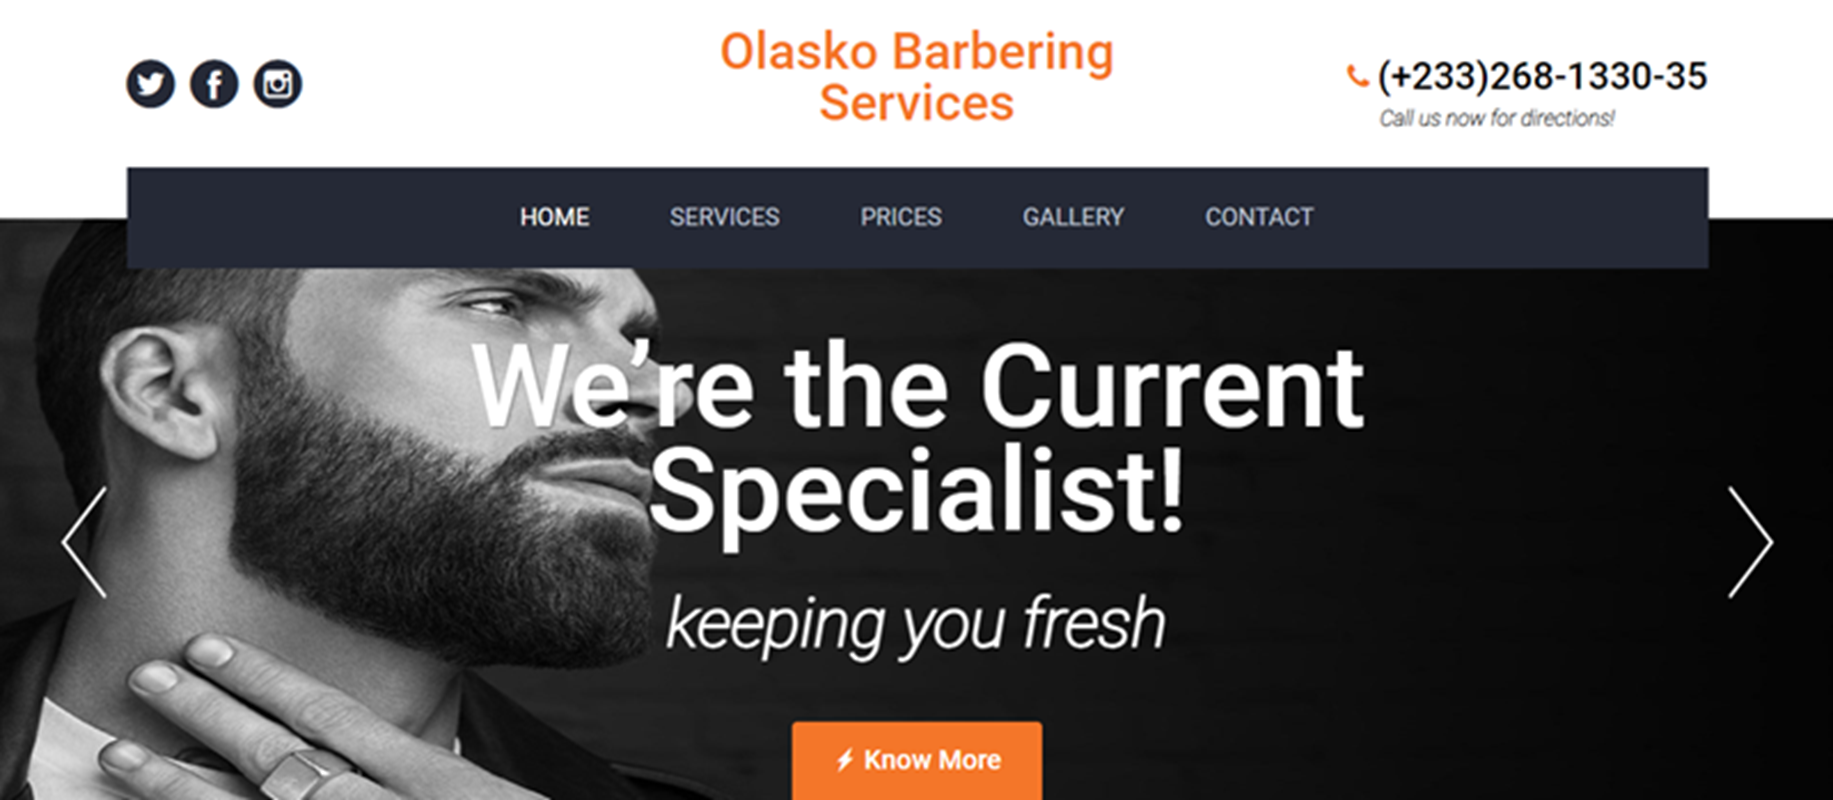 Olasko Barbering
Services
(+233)268-1330-35
Call us now for directions!
HOME SERVICES PRICES GALLERY CONTACT
We're the Current
Specialist!
keeping you fresh
Know More